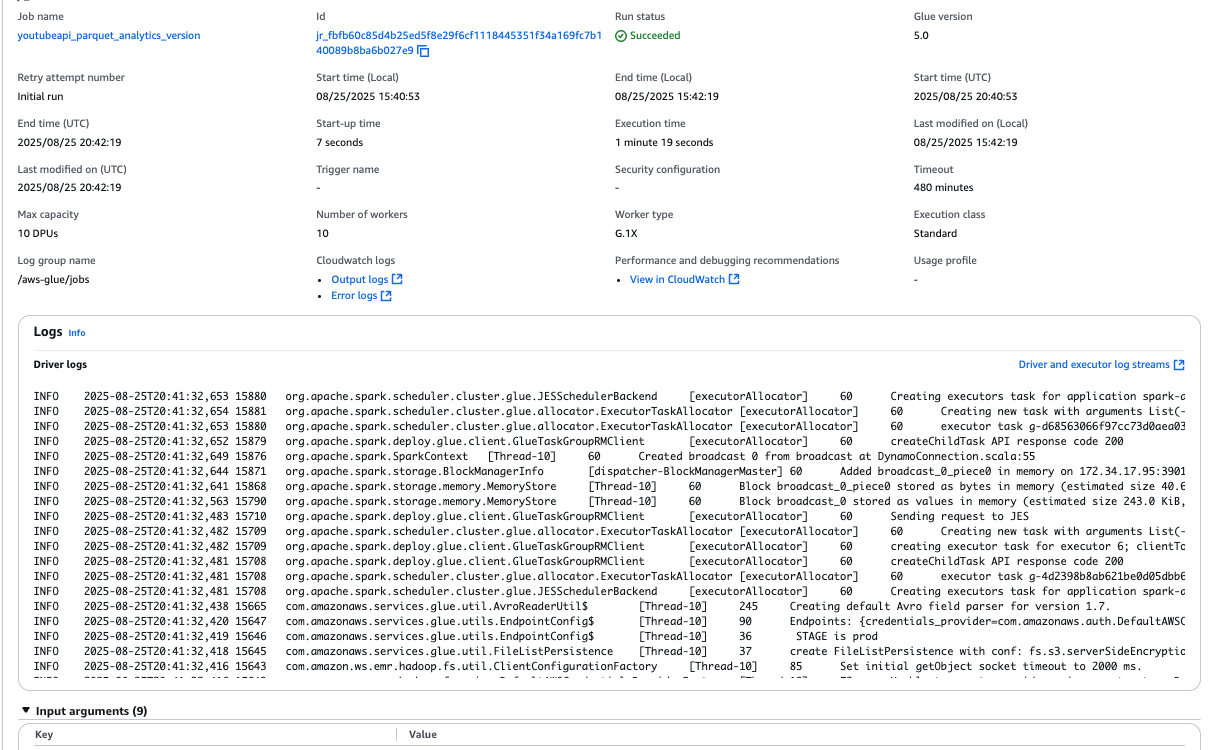 Job name Id Run status Glue version
youtubeapi_parquet_analytics_version jr_fbfb60c85d4b25ed5f8e29f6cf1118445351f34a169fc7b1 Succeeded 5.0
40089b8ba6b027e9
Retry attempt number Start time (Local) End time (Local) Start time (UTC)
Initial run 08/25/2025 15:40:53 08/25/2025 15:42:19 2025/08/25 20:40:53
End time (UTC) Start-up time Execution time Last modified on (Local)
2025/08/25 20:42:19 7 seconds 1 minute 19 seconds 08/25/2025 15:42:19
Last modified on (UTC) Trigger name Security configuration Timeout
2025/08/25 20:42:19 - - 480 minutes
Max capacity Number of workers Worker type Execution class
10 DPUs 10 G.1X Standard
Log group name Cloudwatch logs Performance and debugging recommendations Usage profile
/aws-glue/jobs • Output logs • View in CloudWatch -
• Error logs
Logs Info
Driver logs Driver and executor log streams
INFO 2025-08-25T20:41:32,653 15880 org.apache.spark.scheduler.cluster.glue.JESSchedulerBackend [executorAllocator] 60 Creating executors task for application spark-
INFO 2025-08-25T20:41:32,654 15881 org.apache.spark.scheduler.cluster.glue.allocator.ExecutorTaskAllocator [executorAllocator] 60 Creating new task with arguments List(-
INFO 2025-08-25T20:41:32,653 15880 org.apache.spark.scheduler.cluster.glue.allocator.ExecutorTaskAllocator [executorAllocator] 60 executor task g-d68563066f97cc73d0aea03
INFO 2025-08-25T20:41:32,652 15879 org.apache.spark.deploy.glue.client.GlueTaskGroupRMClient [executorAllocator] 60 createChildTask API response code 200
INFO 2025-08-25T20:41:32,649 15876 org.apache.spark.SparkContext [Thread-10] 60 Created broadcast 0 from broadcast at DynamoConnection.scala:55
INFO 2025-08-25T20:41:32,644 15871 org.apache.spark.storage.BlockManagerInfo [dispatcher-BlockManagerMaster] 60 Added broadcast_0_piece0 in memory on 172.34.17.95:3901
INFO 2025-08-25T20:41:32,641 15868 org.apache.spark.storage.memory.MemoryStore [Thread-10] 60 Block broadcast_0_piece0 stored as bytes in memory (estimated size 40.6
INFO 2025-08-25T20:41:32,563 15790 org.apache.spark.storage.memory.MemoryStore [Thread-10] 60 Block broadcast_0 stored as values in memory (estimated size 243.0 KiB,
INFO 2025-08-25T20:41:32,483 15710 org.apache.spark.deploy.glue.client.GlueTaskGroupRMClient [executorAllocator] 60 Sending request to JES
INFO 2025-08-25T20:41:32,482 15709 org.apache.spark.scheduler.cluster.glue.allocator.ExecutorTaskAllocator [executorAllocator] 60 Creating new task with arguments List(-
INFO 2025-08-25T20:41:32,482 15709 org.apache.spark.deploy.glue.client.GlueTaskGroupRMClient [executorAllocator] 60 creating executor task for executor 6; clientTo
INFO 2025-08-25T20:41:32,481 15708 org.apache.spark.deploy.glue.client.GlueTaskGroupRMClient [executorAllocator] 60 createChildTask API response code 200
INFO 2025-08-25T20:41:32,481 15708 org.apache.spark.scheduler.cluster.glue.allocator.ExecutorTaskAllocator [executorAllocator] 60 executor task g-4d2398b8ab621be0d05dbb6
INFO 2025-08-25T20:41:32,481 15708 org.apache.spark.scheduler.cluster.glue.JESSchedulerBackend [executorAllocator] 60 Creating executors task for application spark-
INFO 2025-08-25T20:41:32,438 15665 com.amazonaws.services.glue.util.AvroReaderUtil$ [Thread-10] 245 Creating default Avro field parser for version 1.7.
INFO 2025-08-25T20:41:32,420 15647 com.amazonaws.services.glue.utils.EndpointConfig$ [Thread-10] 90 Endpoints: {credentials_provider=com.amazonaws.auth.DefaultAWSC
INFO 2025-08-25T20:41:32,419 15646 com.amazonaws.services.glue.utils.EndpointConfig$ [Thread-10] 36 STAGE is prod
INFO 2025-08-25T20:41:32,418 15645 com.amazonaws.services.glue.util.FileListPersistence [Thread-10] 37 create FileListPersistence with conf: fs.s3.serverSideEncryptio
INFO 2025-08-25T20:41:32,416 15643 com.amazon.ws.emr.hadoop.fs.util.ClientConfigurationFactory [Thread-10] 85 Set initial getObject socket timeout to 2000 ms.
Input arguments (9)
Key Value